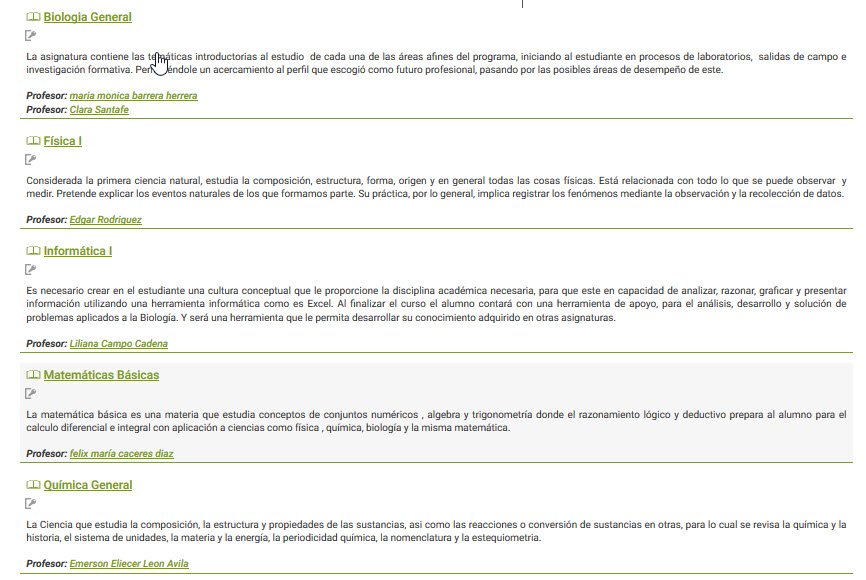 Biologia General
La asignatura contiene las temáticas introductorias al estudio de cada una de las áreas afines del programa, iniciando al estudiante en procesos de laboratorios, salidas de campo e
investigación formativa. éndole un acercamiento al perfil que escogió como futuro profesional, pasando por las posibles áreas de desempeño de este.
Profesor: maria monica barrera herrera
Profesor: Clara Santafe
Física I
Considerada la primera ciencia natural, estudia la composición, estructura, forma, origen y en general todas las cosas físicas. Está relacionada con todo lo que se puede observar y
medir. Pretende explicar los eventos naturales de los que formamos parte. Su práctica, por lo general, implica registrar los fenómenos mediante la observación y la recolección de datos.
Profesor: Edgar Rodriguez
Informática I
Es necesario crear en el estudiante una cultura conceptual que le proporcione la disciplina académica necesaria, para que este en capacidad de analizar, razonar, graficar y presentar
información utilizando una herramienta informática como es Excel. Al finalizar el curso el alumno contará con una herramienta de apoyo, para el análisis, desarrollo y solución de
problemas aplicados a la Biología. Y será una herramienta que le permita desarrollar su conocimiento adquirido en otras asignaturas.
Profesor: Liliana Campo Cadena
Matemáticas Básicas
La matemática básica es una materia que estudia conceptos de conjuntos numéricos , algebra y trigonometría donde el razonamiento lógico y deductivo prepara al alumno para el
calculo diferencial e integral con aplicación a ciencias como física , química, biología y la misma matemática.
Profesor: felix maría caceres diaz
Química General
La Ciencia que estudia la composición, la estructura y propiedades de las sustancias, asi como las reacciones o conversión de sustancias en otras, para lo cual se revisa la química y la
historia, el sistema de unidades, la materia y la energía, la periodicidad química, la nomenclatura y la estequiometria.
Profesor: Emerson Eliecer Leon Avila